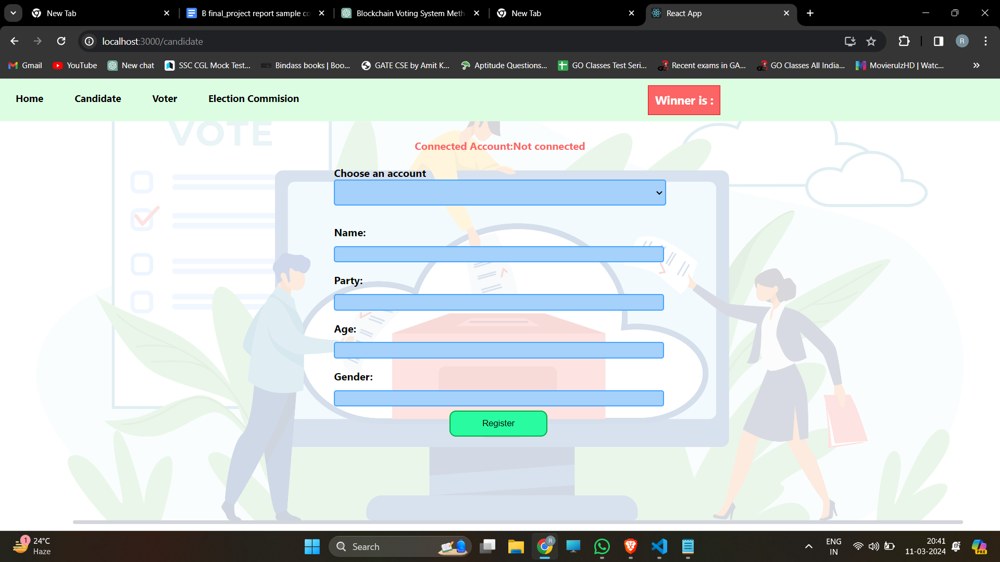 New Tab
B final_project report sample co
Blockchain Voting System Meth
New Tab
React App
localhost:3000/candidate
R
Gmail
YouTube
New chat
SSC CGL Mock Test...
Bindass books | Boo...
GATE CSE by Amit K...
Aptitude Questions...
GO Classes Test Seri...
Recent exams in GA...
GO Classes All India...
MovierulzHD | Watc...
Home
Candidate
Voter
Election Commision
Winner is :
VOTE
Connected Account:Not connected
Choose an account
Name:
Party:
Age:
Gender:
Register
1
24°C
Haze
Search
R
ENG
IN
20:41
11-03-2024
PRE